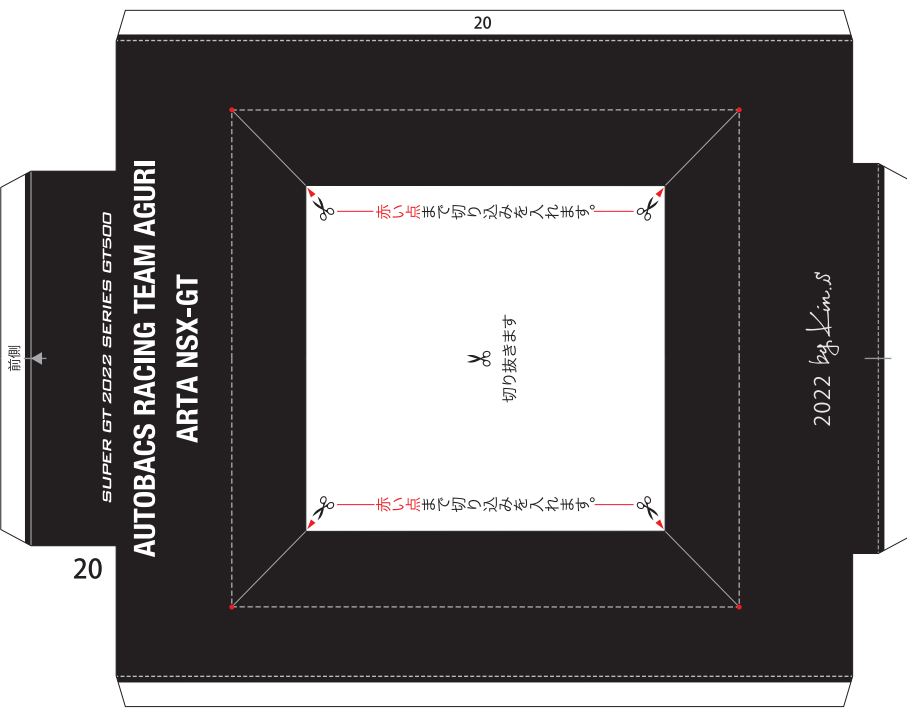 20
前側
SUPER GT 2022 SERIES GT500
AUTOBACS RACING TEAM AGURI
ARTA NSX-GT
赤い点まで切り込みを入れます。
切り抜きます
赤い点まで切り込みを入れます。
2022 by Kim.S
20